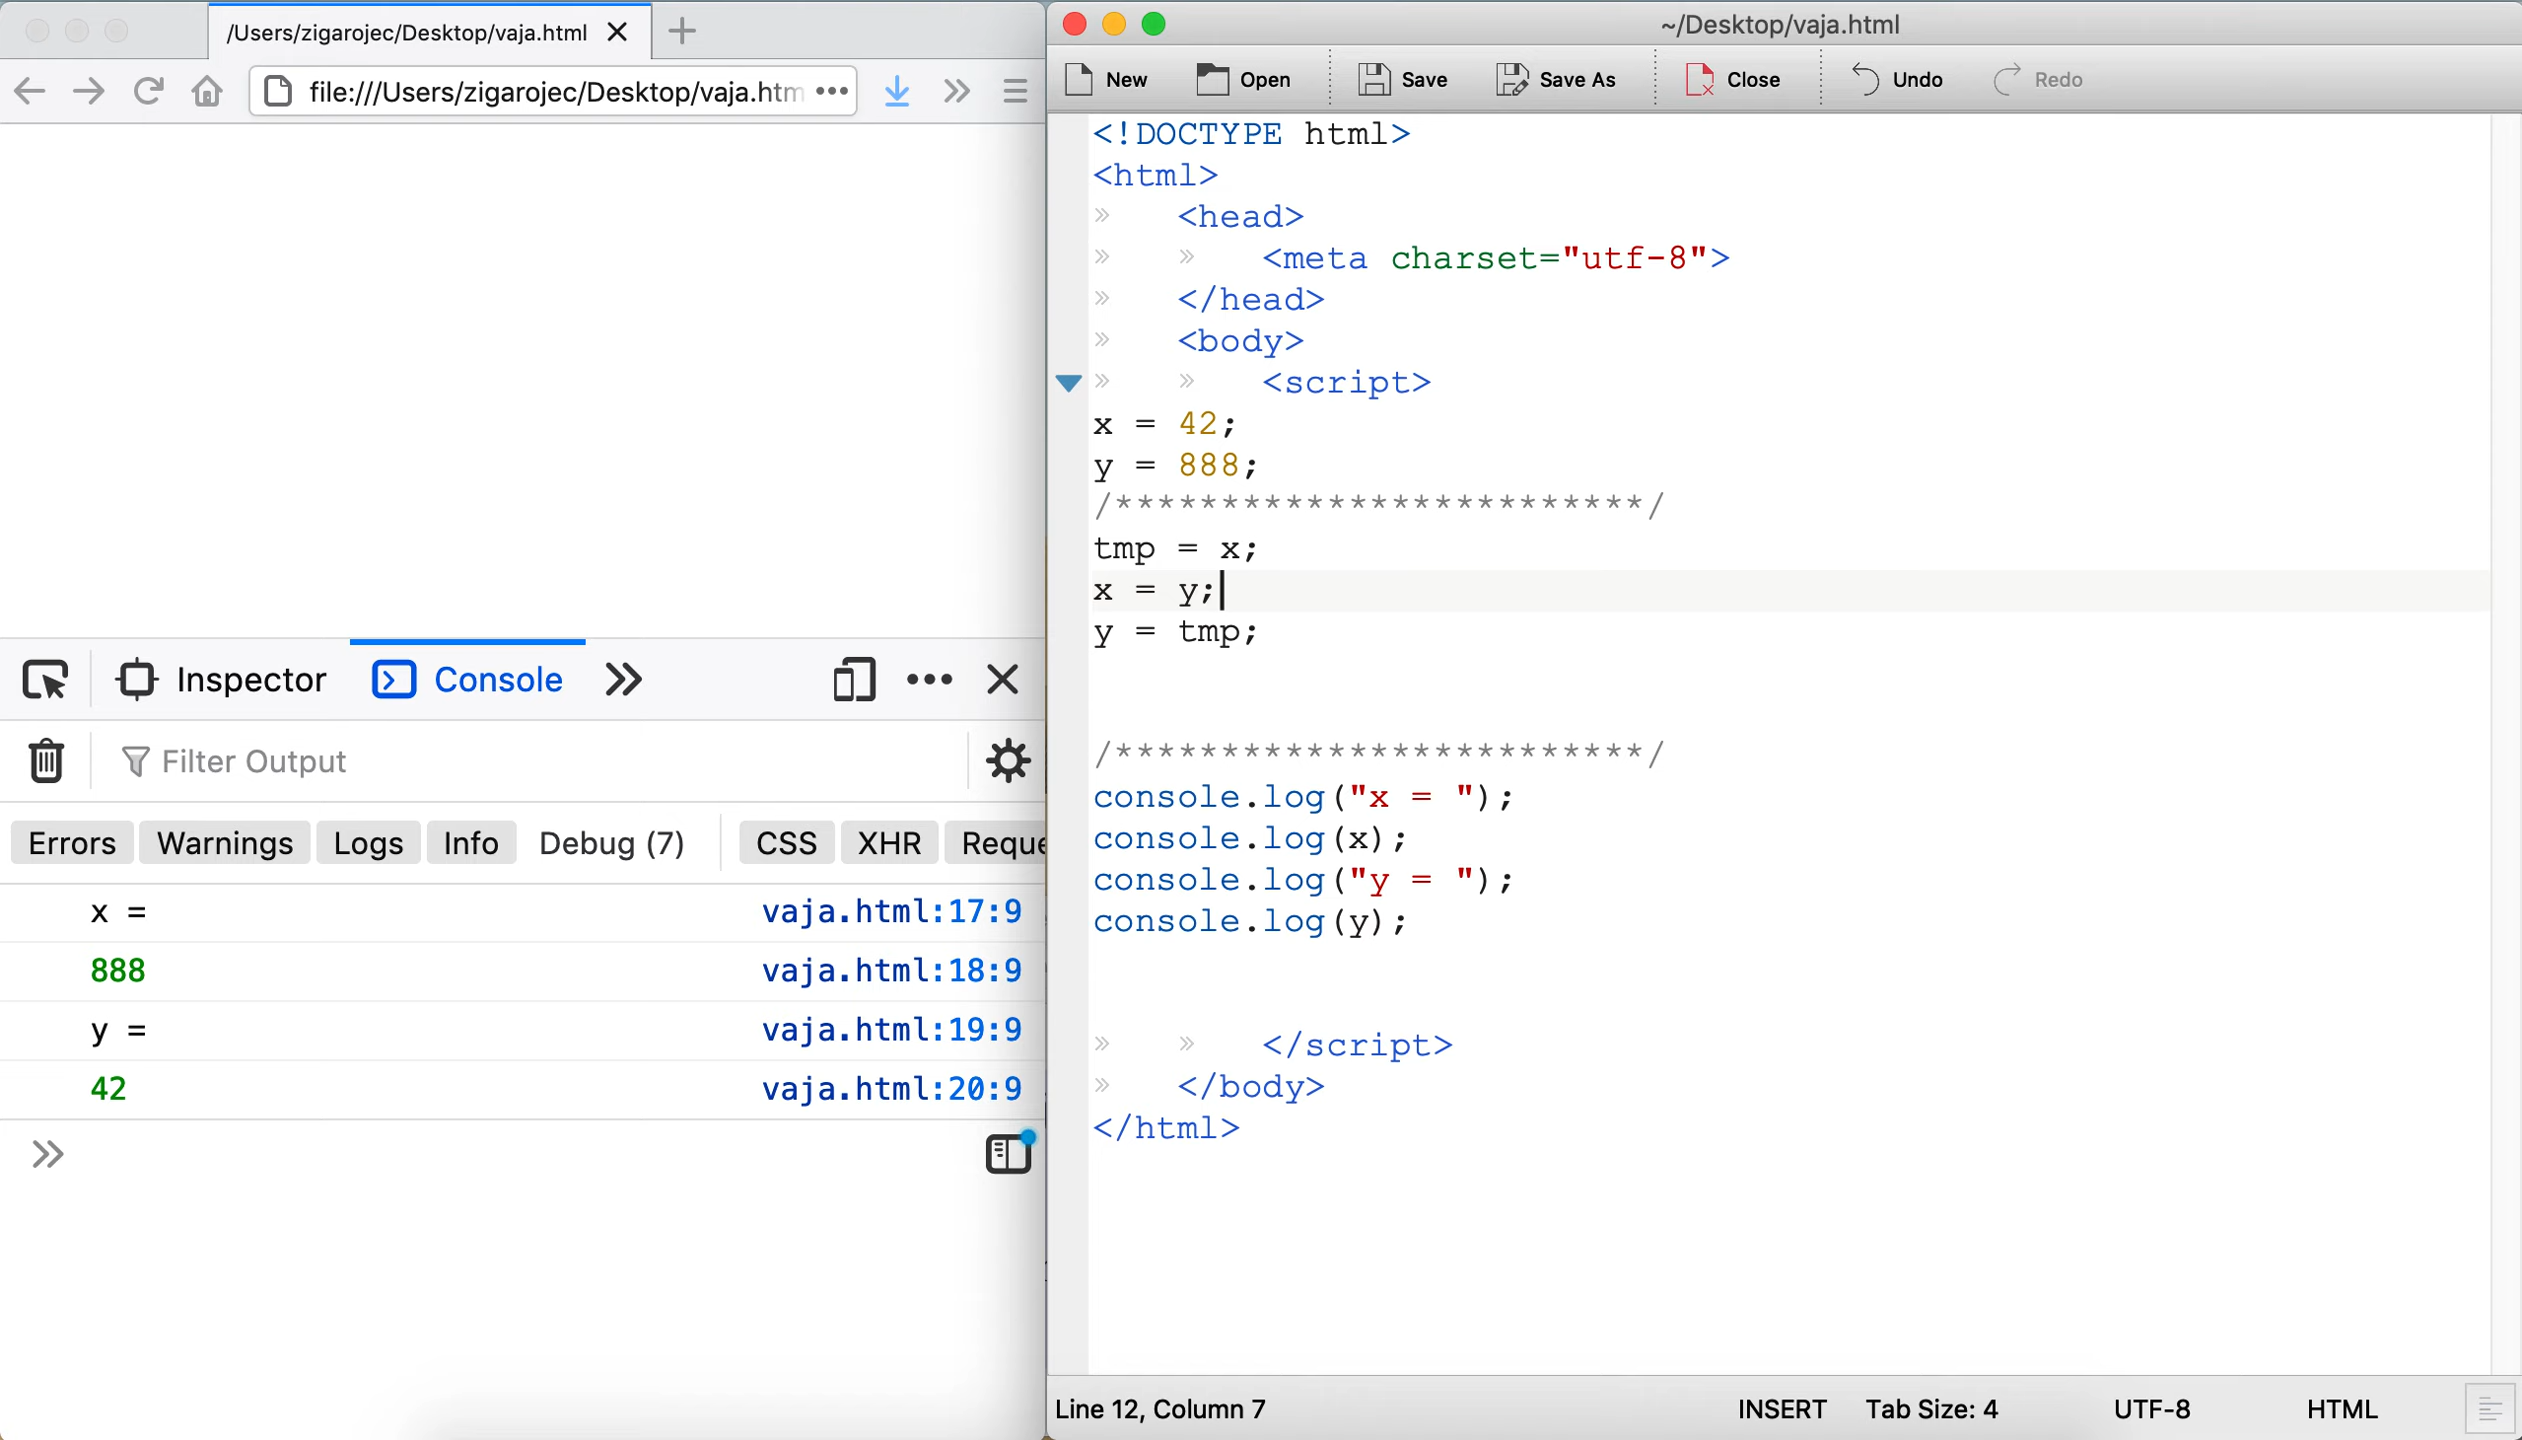 /Users/zigarojec/Desktop/vaja.html
file:///Users/zigarojec/Desktop/vaja.htm
Inspector
Console
Filter Output
Errors Warnings Logs Info Debug (7) CSS XHR Reque
x = vaja.html:17:9
888 vaja.html:18:9
y = vaja.html:19:9
42 vaja.html:20:9
~/Desktop/vaja.html
New Open Save Save As Close Undo Redo
<!DOCTYPE html>
<html>
» <head>
» » <meta charset="utf-8">
» </head>
» <body>
» » <script>
x = 42;
y = 888;
/*************************/
tmp = x;
x = y;
y = tmp;
/*************************/
console.log("x = ");
console.log(x);
console.log("y = ");
console.log(y);
» » </script>
» </body>
</html>
Line 12, Column 7 INSERT Tab Size: 4 UTF-8 HTML